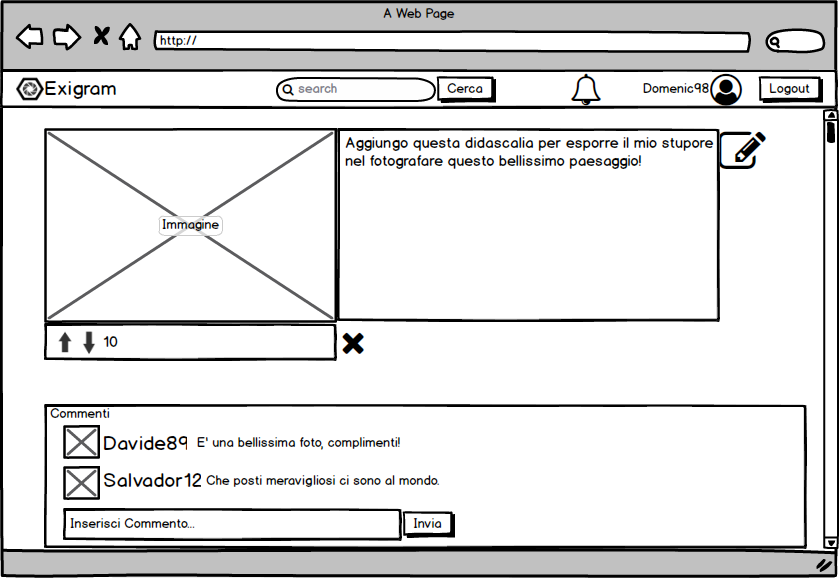 A Web Page
http://
Exigram
search
Cerca
Domenic98
Logout
Immagine
Aggiungo questa didascalia per esporre il mio stupore
nel fotografare questo bellissimo paesaggio!
10
Commenti
Davide89 E' una bellissima foto, complimenti!
Salvador12 Che posti meravigliosi ci sono al mondo.
Inserisci Commento...
Invia